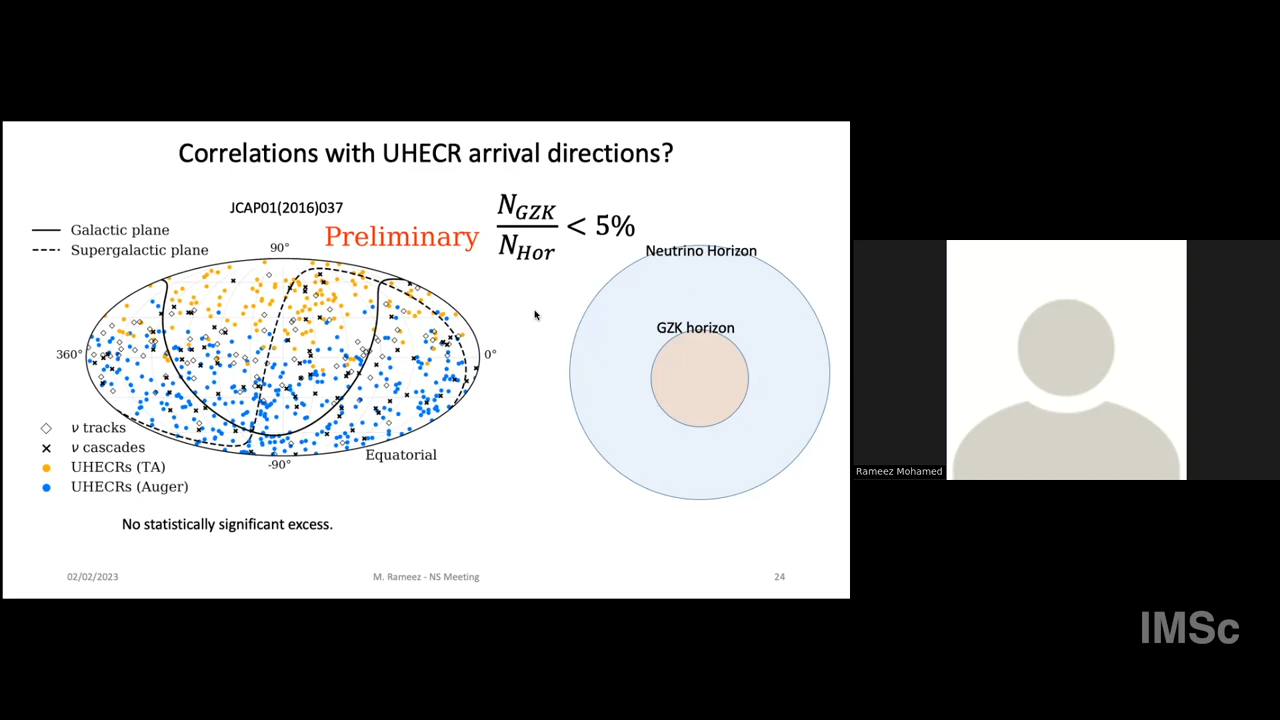 Correlations with UHECR arrival directions?
JCAP01(2016)037
Galactic plane
Supergalactic plane
Preliminary
N_GZK / N_Hor < 5%
90°
360°
0°
-90°
Equatorial
ν tracks
ν cascades
UHECRs (TA)
UHECRs (Auger)
Neutrino Horizon
GZK horizon
No statistically significant excess.
02/02/2023
M. Rameez - NS Meeting
24
Rameez Mohamed
IMSc